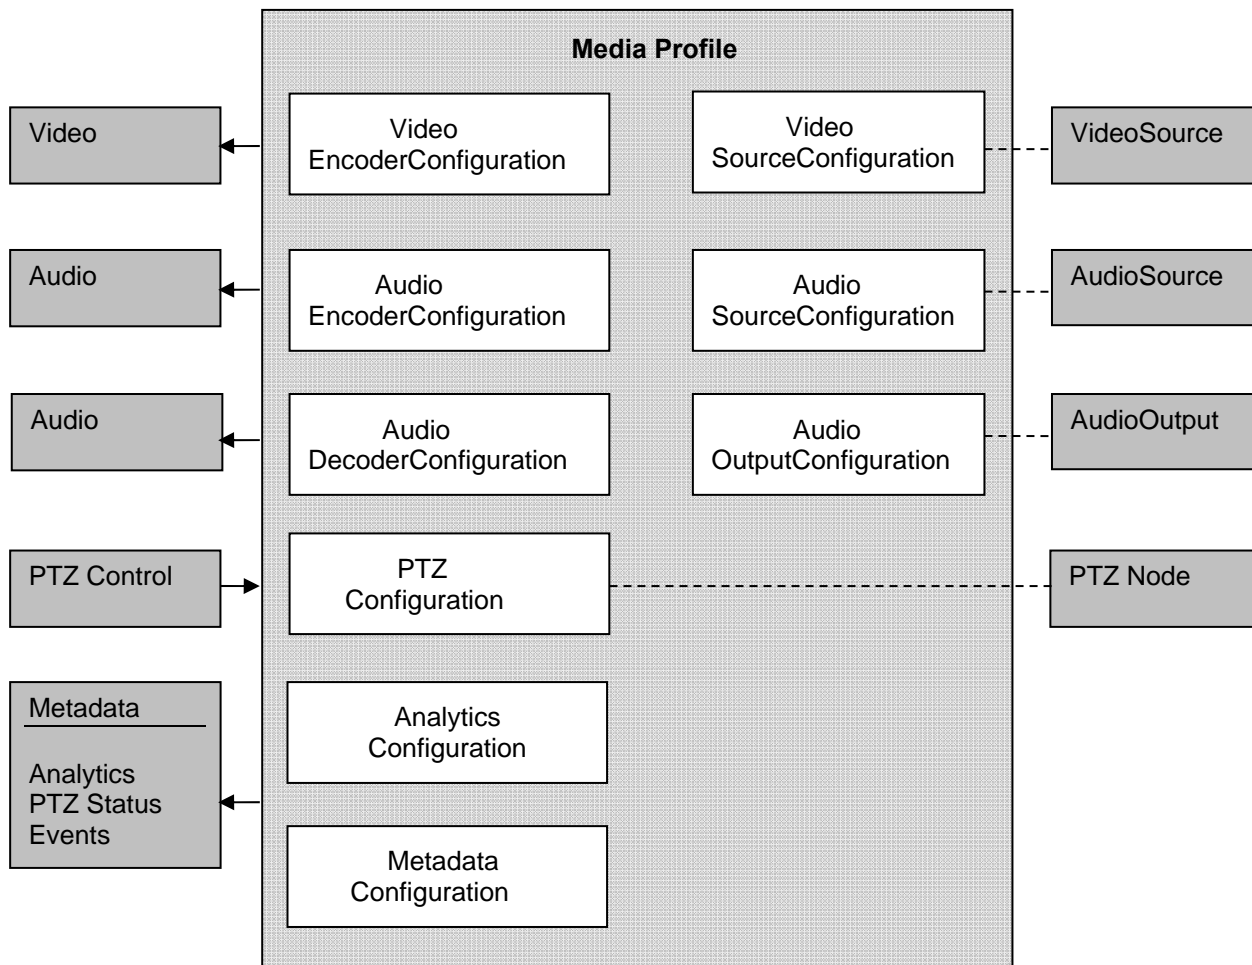 Media Profile
Video
Video
EncoderConfiguration
Video
SourceConfiguration
VideoSource
Audio
Audio
EncoderConfiguration
Audio
SourceConfiguration
AudioSource
Audio
Audio
DecoderConfiguration
Audio
OutputConfiguration
AudioOutput
PTZ Control
PTZ
Configuration
PTZ Node
Metadata
Analytics
PTZ Status
Events
Analytics
Configuration
Metadada
Configuration